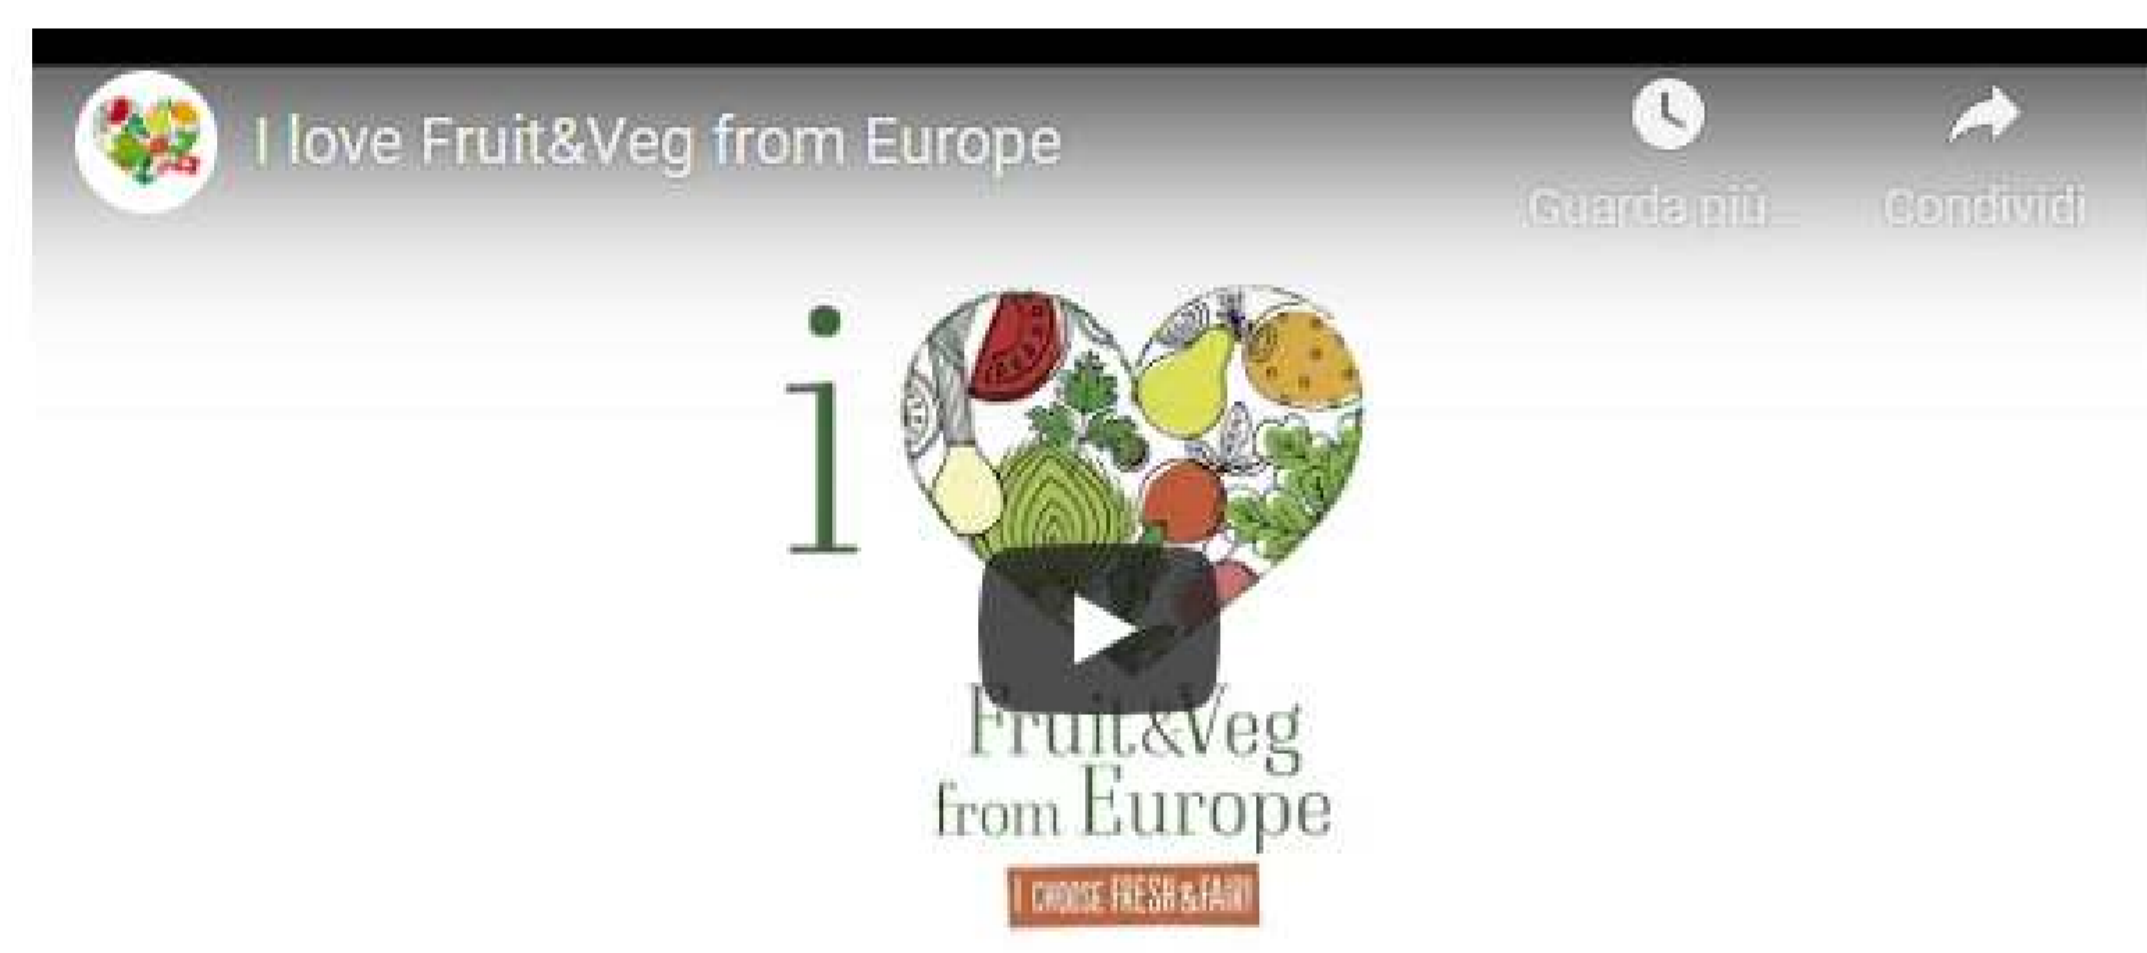 I love Fruit&Veg from Europe
Guarda più...
Condividi
i
Fruit&Veg
from Europe
I CHOOSE FRESH & FAIR!